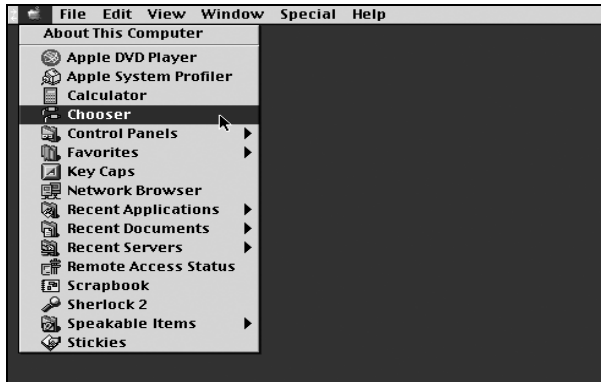 File Edit View Window Special Help
About This Computer
Apple DVD Player
Apple System Profiler
Calculator
Chooser
Control Panels
Favorites
Key Caps
Network Browser
Recent Applications
Recent Documents
Recent Servers
Remote Access Status
Scrapbook
Sherlock 2
Speakable Items
Stickies